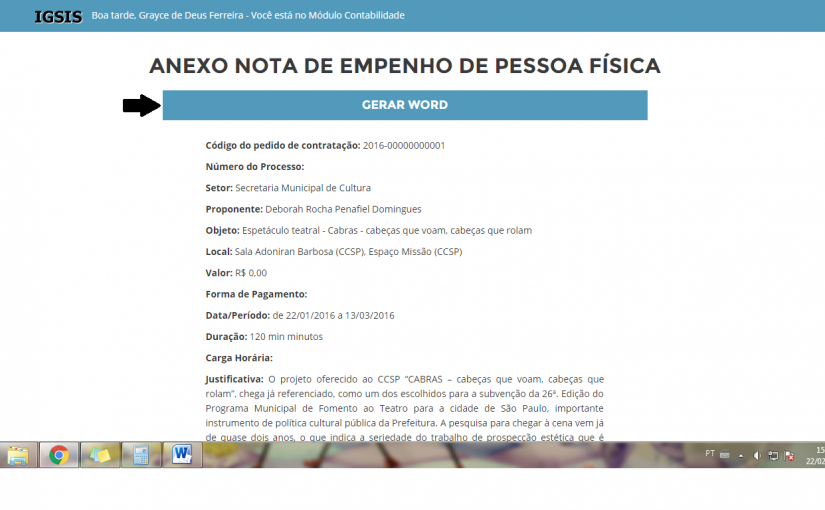 IGSIS Boa tarde, Grayce de Deus Ferreira - Você está no Módulo Contabilidade
ANEXO NOTA DE EMPENHO DE PESSOA FÍSICA
GERAR WORD
Código do pedido de contratação: 2016-00000000001
Número do Processo:
Setor: Secretaria Municipal de Cultura
Proponente: Deborah Rocha Penafiel Domingues
Objeto: Espetáculo teatral - Cabras - cabeças que voam, cabeças que rolam
Local: Sala Adoniran Barbosa (CCSP), Espaço Missão (CCSP)
Valor: R$ 0,00
Forma de Pagamento:
Data/Período: de 22/01/2016 a 13/03/2016
Duração: 120 min minutos
Carga Horária:
Justificativa: O projeto oferecido ao CCSP "CABRAS – cabeças que voam, cabeças que
rolam", chega já referenciado, como um dos escolhidos para a subvenção da 26ª. Edição do
Programa Municipal de Fomento ao Teatro para a cidade de São Paulo, importante
instrumento de política cultural pública da Prefeitura. A pesquisa para chegar à cena vem já
de quase dois anos, o que indica a seriedade do trabalho de prospecção estética que é
PT
15
22/02